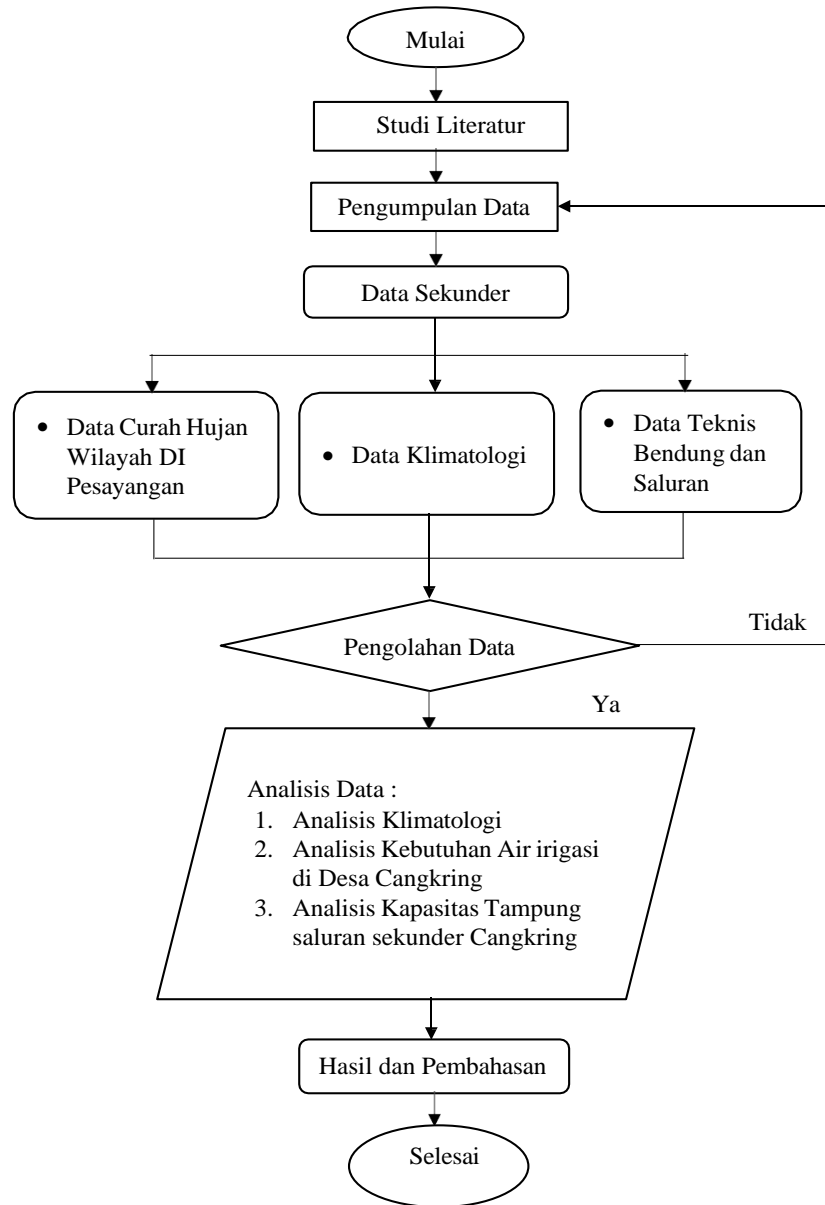 Mulai
Studi Literatur
Pengumpulan Data
Data Sekunder
• Data Curah Hujan
Wilayah DI
Pesayangan
• Data Klimatologi
• Data Teknis
Bendung dan
Saluran
Pengolahan Data
Tidak
Ya
Analisis Data :
1. Analisis Klimatologi
2. Analisis Kebutuhan Air irigasi
di Desa Cangkring
3. Analisis Kapasitas Tampung
saluran sekunder Cangkring
Hasil dan Pembahasan
Selesai